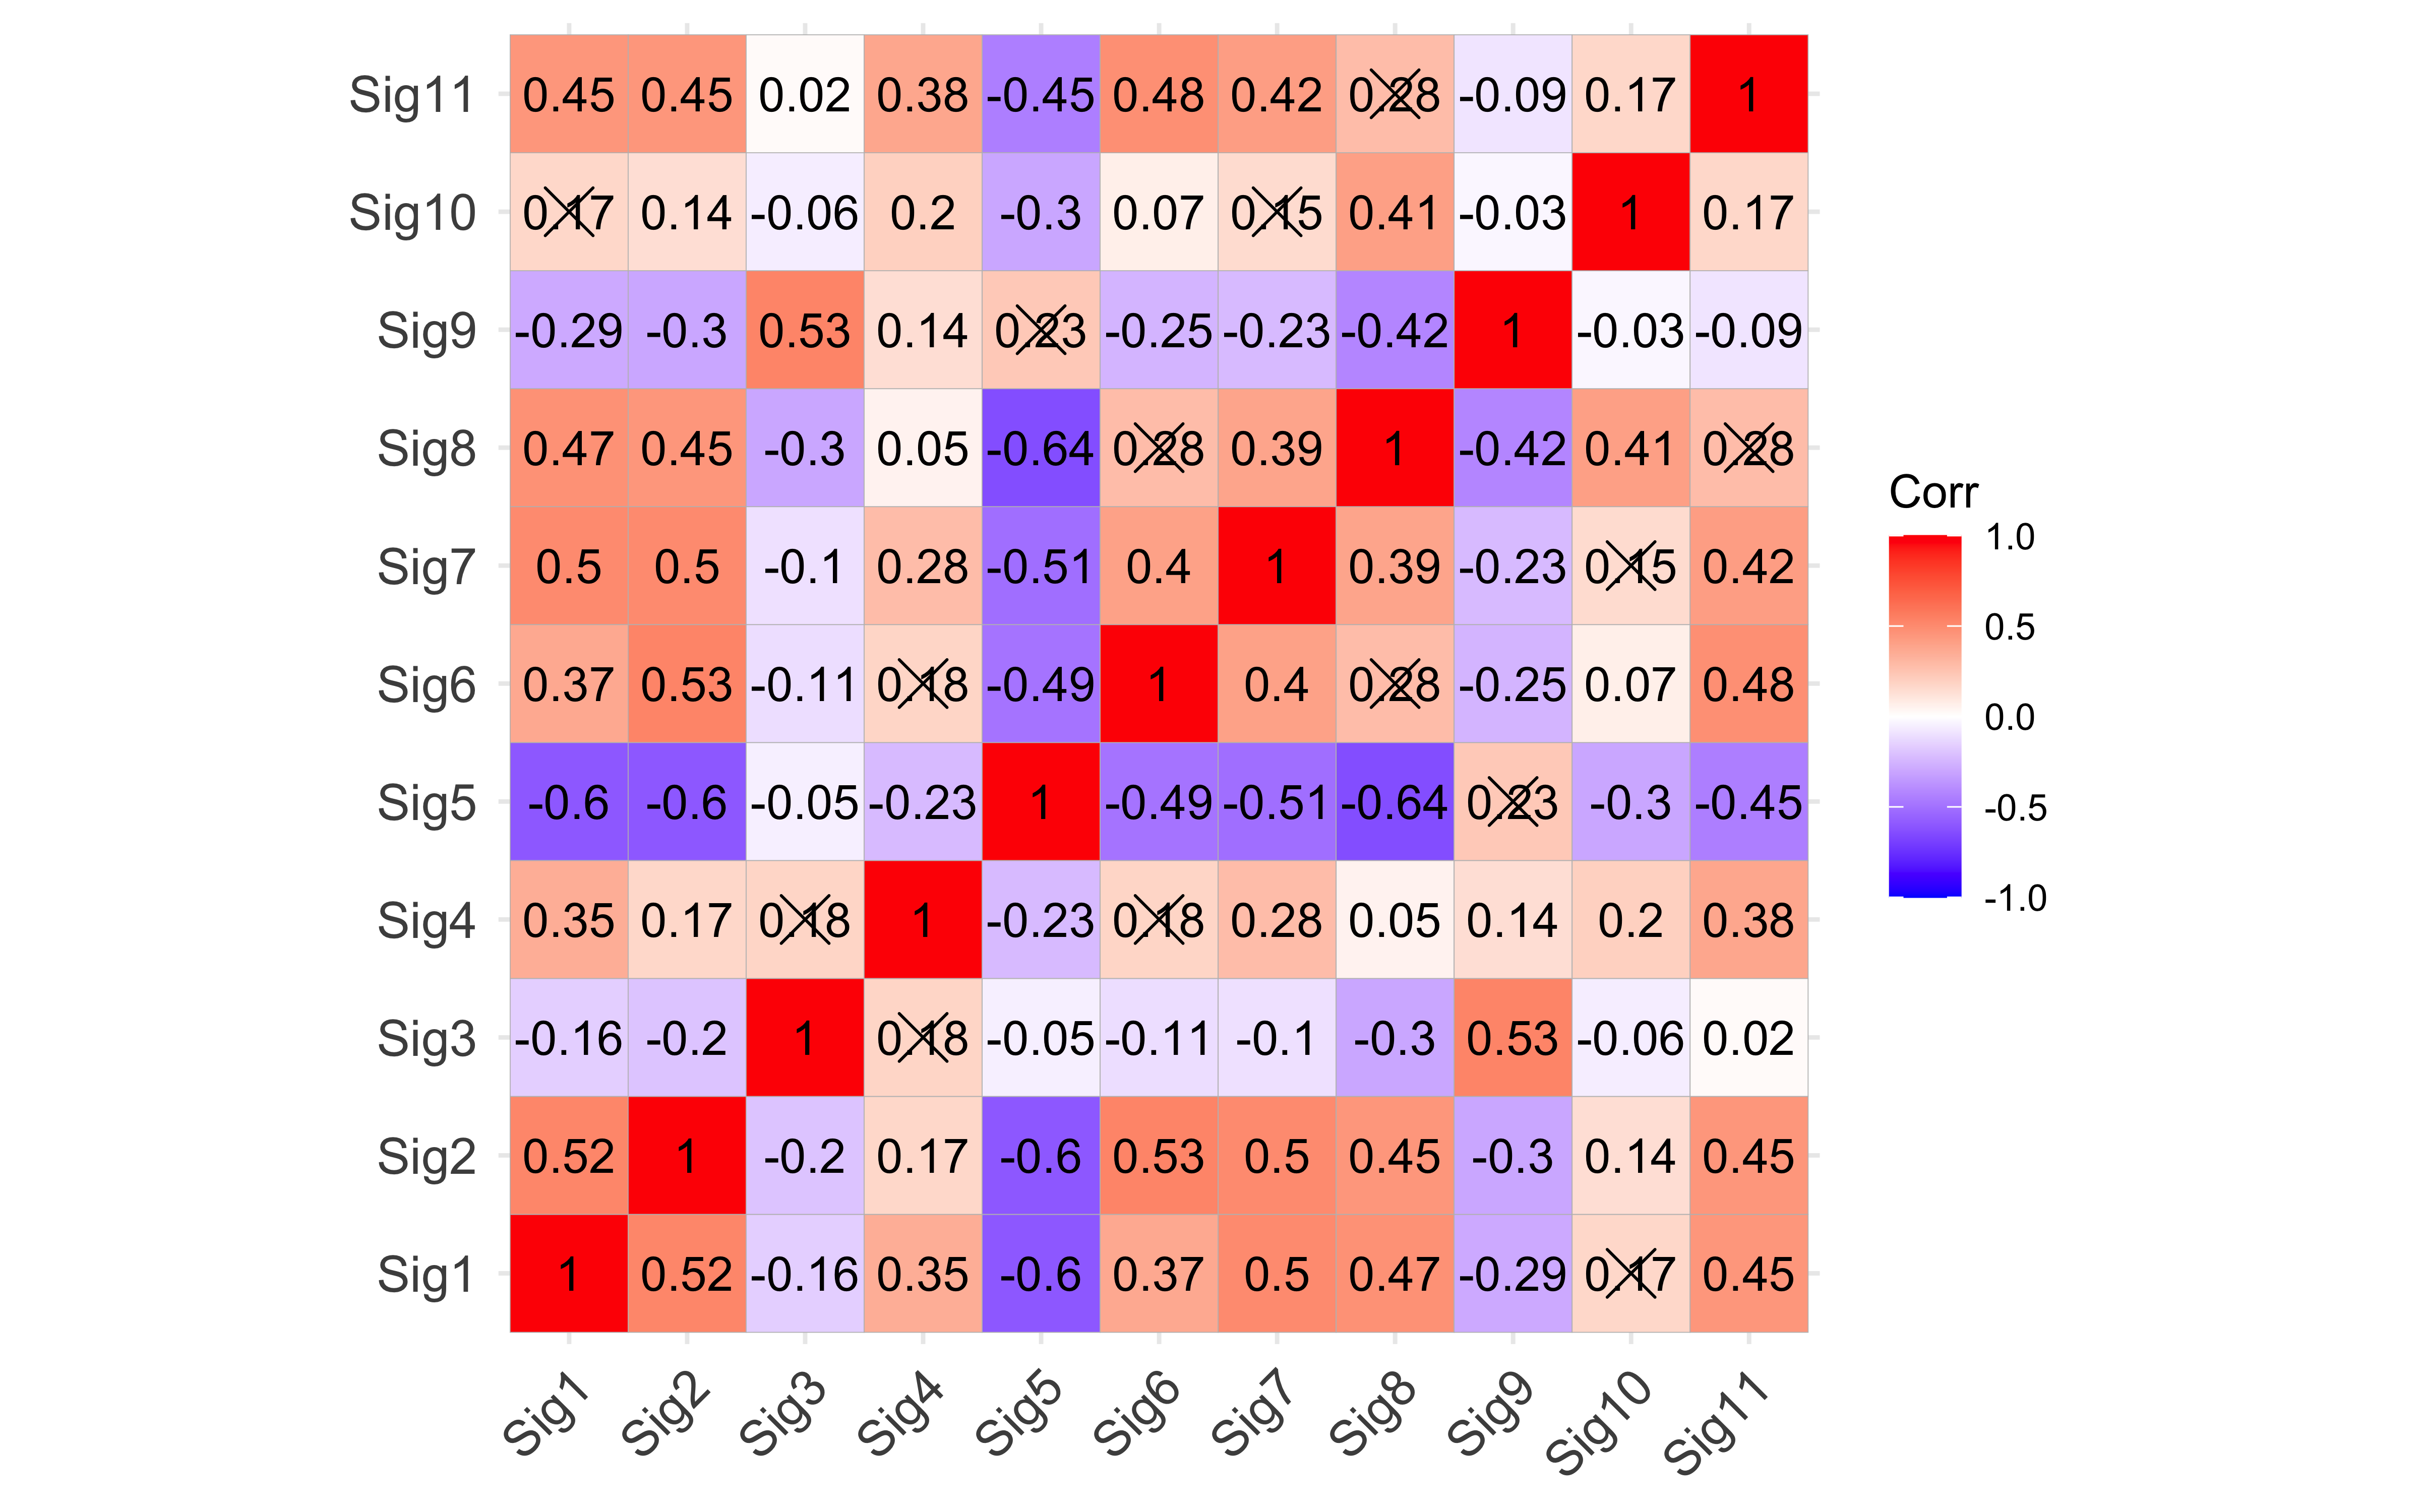 Sig11 0.45 0.45 0.02 0.38 -0.45 0.48 0.42 0.28 -0.09 0.17 1
Sig10 0.17 0.14 -0.06 0.2 -0.3 0.07 0.15 0.41 -0.03 1 0.17
Sig9 -0.29 -0.3 0.53 0.14 0.23 -0.25 -0.23 -0.42 1 -0.03 -0.09
Sig8 0.47 0.45 -0.3 0.05 -0.64 0.28 0.39 1 -0.42 0.41 0.28
Sig7 0.5 0.5 -0.1 0.28 -0.51 0.4 1 0.39 -0.23 0.15 0.42
Sig6 0.37 0.53 -0.11 0.18 -0.49 1 0.4 0.28 -0.25 0.07 0.48
Sig5 -0.6 -0.6 -0.05 -0.23 1 -0.49 -0.51 -0.64 0.23 -0.3 -0.45
Sig4 0.35 0.17 0.18 1 -0.23 0.18 0.28 0.05 0.14 0.2 0.38
Sig3 -0.16 -0.2 1 0.18 -0.05 -0.11 -0.1 -0.3 0.53 -0.06 0.02
Sig2 0.52 1 -0.2 0.17 -0.6 0.53 0.5 0.45 -0.3 0.14 0.45
Sig1 1 0.52 -0.16 0.35 -0.6 0.37 0.5 0.47 -0.29 0.17 0.45
Sig1 Sig2 Sig3 Sig4 Sig5 Sig6 Sig7 Sig8 Sig9 Sig10 Sig11
Corr
1.0
0.5
0.0
-0.5
-1.0